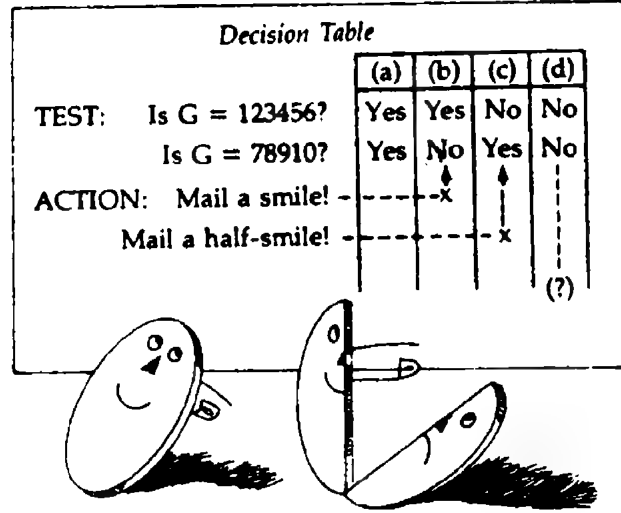 Decision Table
(a) (b) (c) (d)
TEST: Is G = 123456? Yes Yes No No
Is G = 78910? Yes No Yes No
ACTION: Mail a smile! x
Mail a half-smile! x
(?)